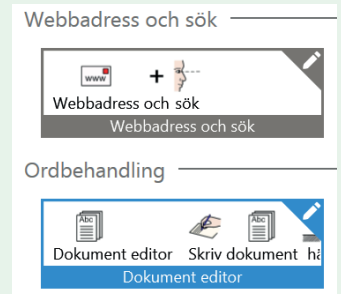 Webbadress och sök
www
Webbadress och sök
Webbadress och sök
Ordbehandling
Abc Abc
Dokument editor Skriv dokument
Dokument editor